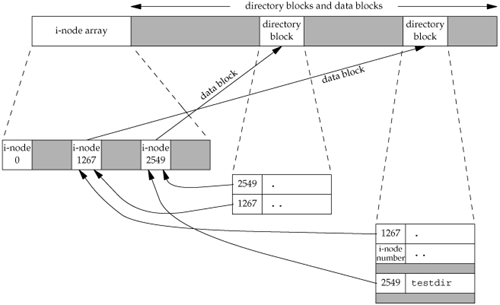 directory blocks and data blocks
i-node array
directory
block
directory
block
data block
data block
i-node
0
i-node
1267
i-node
2549
2549 .
1267 ..
1267 .
i-node
number ..
2549 testdir